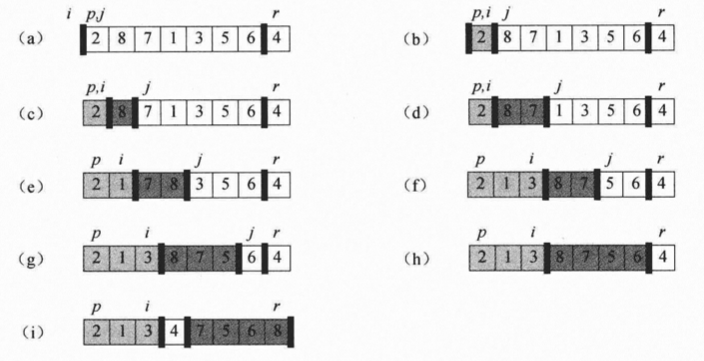 i p,j r
(a) 2 8 7 1 3 5 6 4
p,i j r
(b) 2 8 7 1 3 5 6 4
p,i j r
(c) 2 8 7 1 3 5 6 4
p,i j r
(d) 2 8 7 1 3 5 6 4
p i j r
(e) 2 1 7 8 3 5 6 4
p i j r
(f) 2 1 3 8 7 5 6 4
p i j r
(g) 2 1 3 8 7 5 6 4
p i r
(h) 2 1 3 8 7 5 6 4
p i r
(i) 2 1 3 4 7 5 6 8